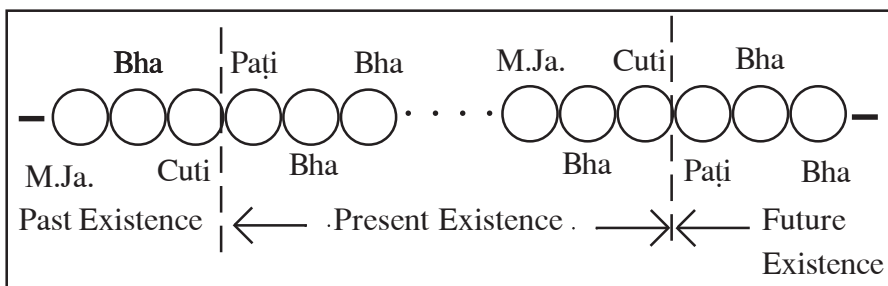 Bha Paṭi Bha M.Ja. Cuti Bha
M.Ja. Cuti Bha Bha Paṭi Bha
Past Existence Present Existence Future
Existence